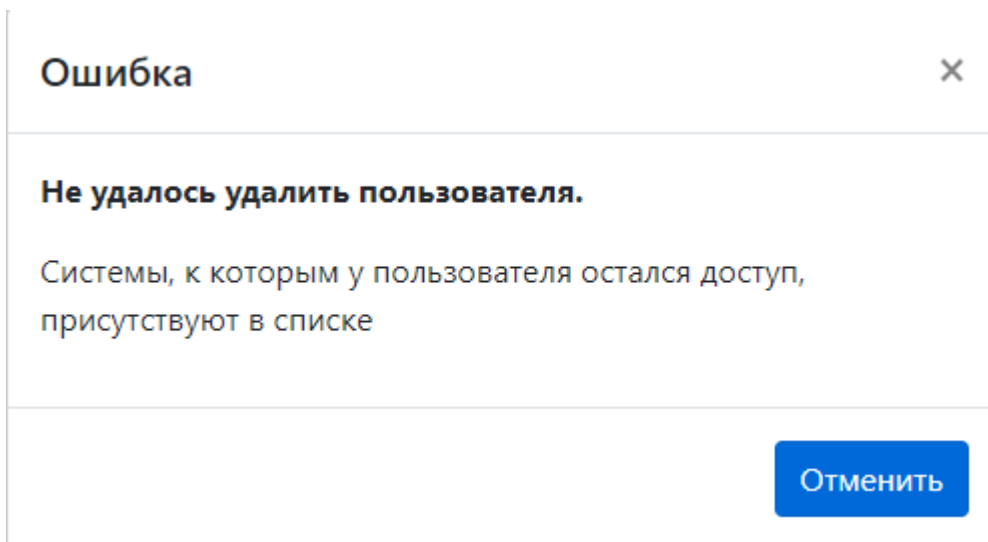 Ошибка
Не удалось удалить пользователя.
Системы, к которым у пользователя остался доступ,
присутствуют в списке
Отменить